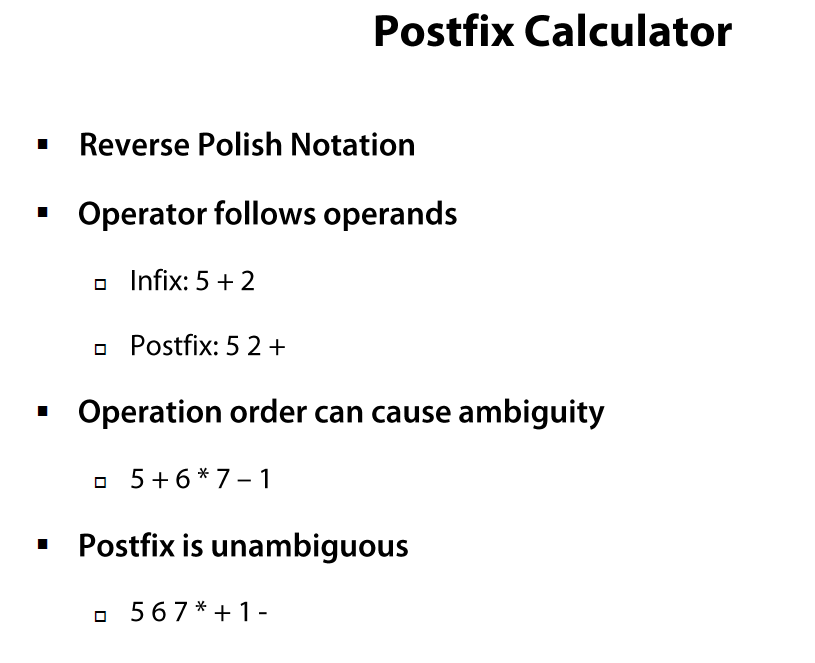 Postfix Calculator
▪ Reverse Polish Notation
▪ Operator follows operands
▫ Infix: 5 + 2
▫ Postfix: 5 2 +
▪ Operation order can cause ambiguity
▫ 5 + 6 * 7 – 1
▪ Postfix is unambiguous
▫ 5 6 7 * + 1 -